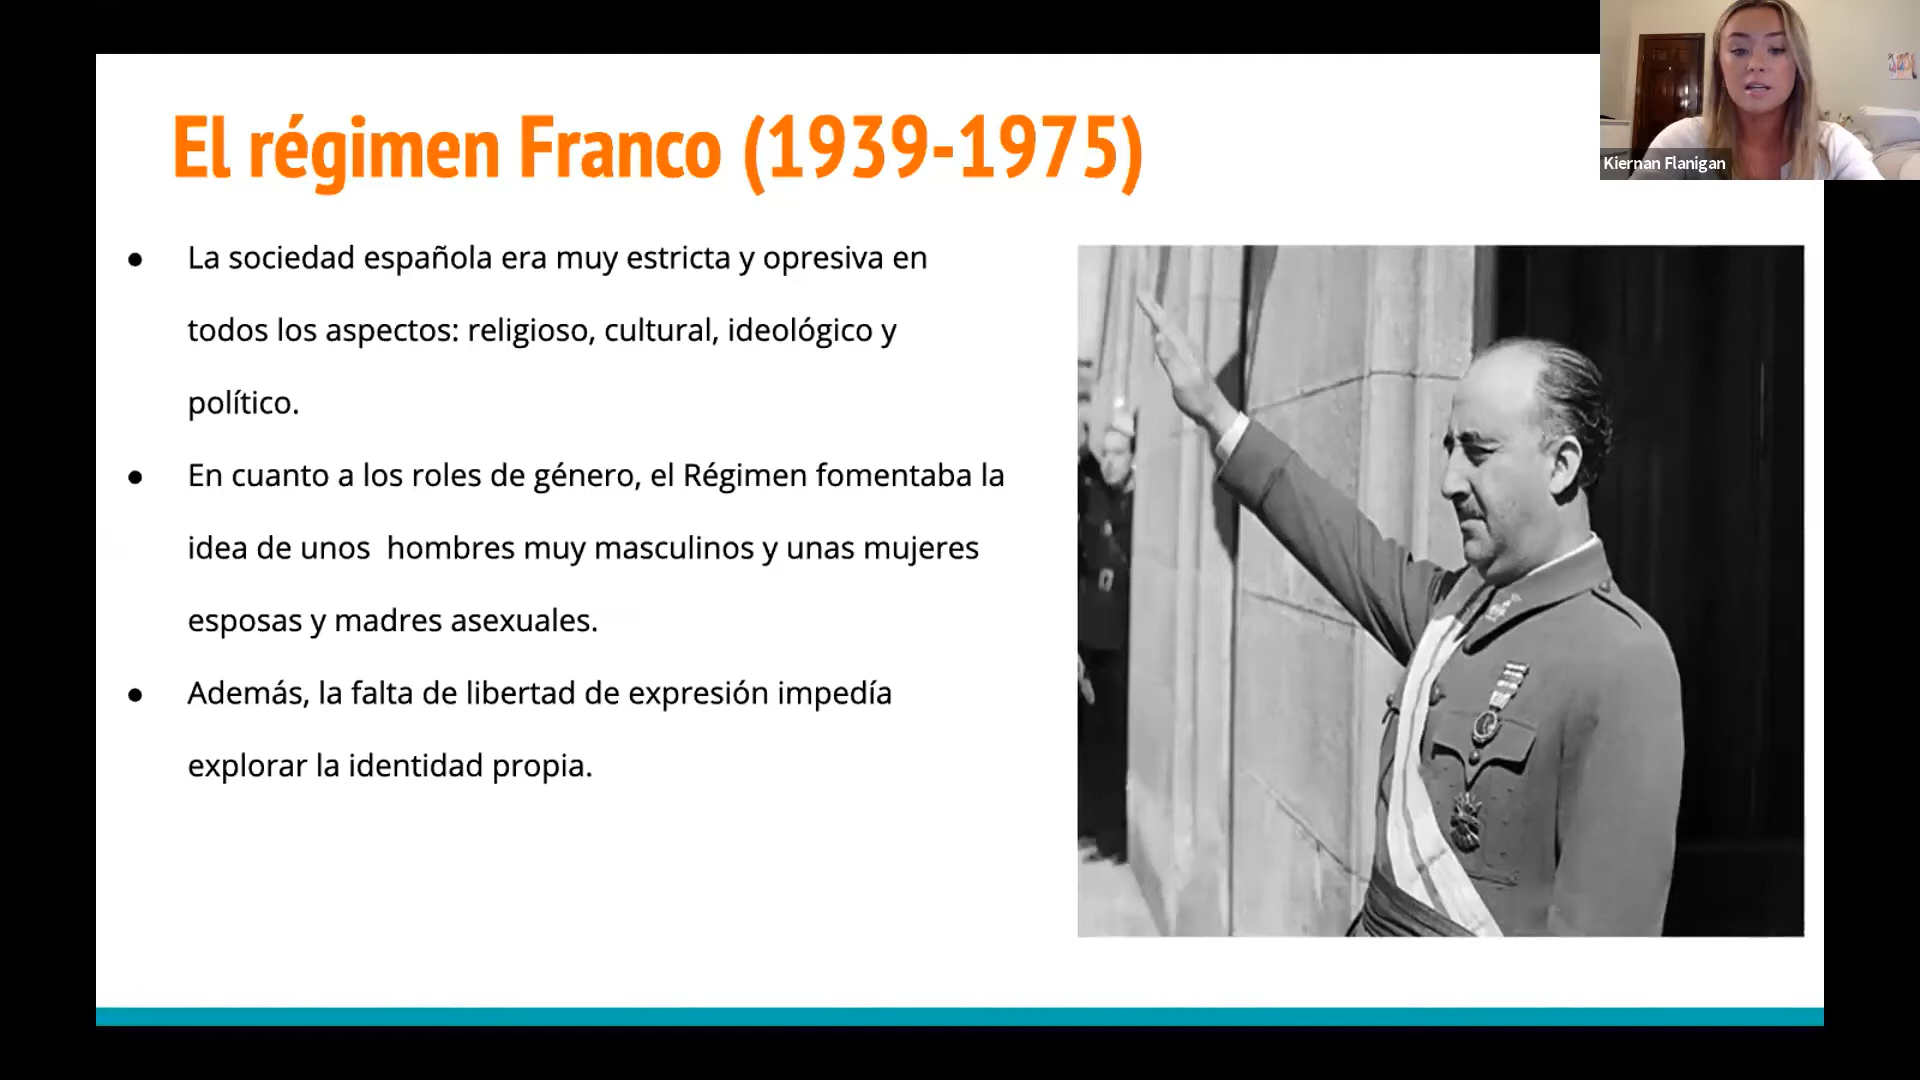 El régimen Franco (1939-1975)
Kiernan Flanigan
● La sociedad española era muy estricta y opresiva en
todos los aspectos: religioso, cultural, ideológico y
político.
● En cuanto a los roles de género, el Régimen fomentaba la
idea de unos  hombres muy masculinos y unas mujeres
esposas y madres asexuales.
● Además, la falta de libertad de expresión impedía
explorar la identidad propia.